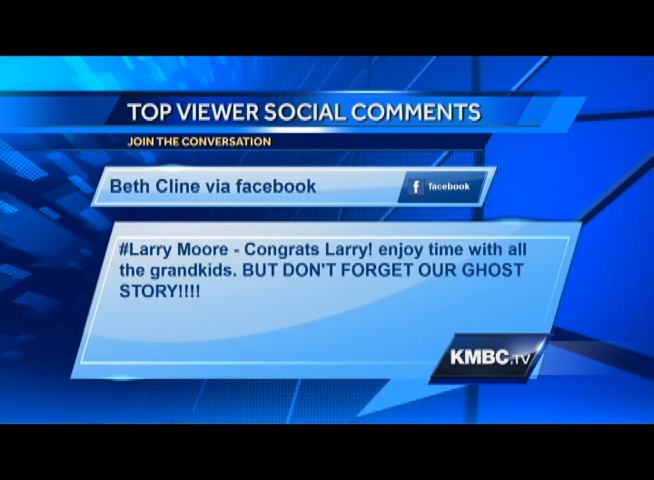 TOP VIEWER SOCIAL COMMENTS
JOIN THE CONVERSATION
Beth Cline via facebook
f facebook
#Larry Moore - Congrats Larry! enjoy time with all
the grandkids. BUT DON'T FORGET OUR GHOST
STORY!!!!
KMBC.TV